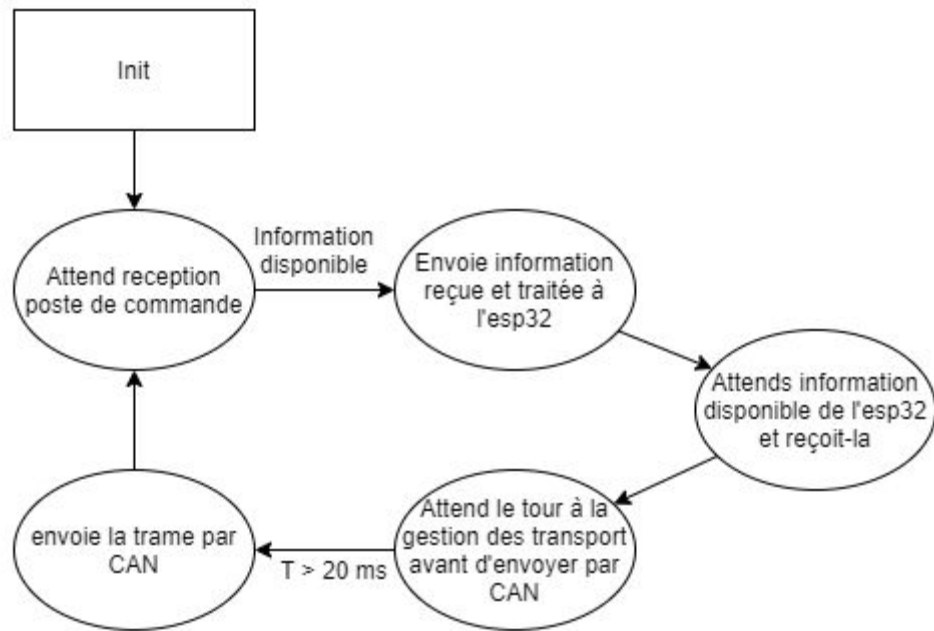 Init
Attend reception
poste de commande
Information
disponible
Envoie information
reçue et traitée à
l'esp32
Attends information
disponible de l'esp32
et reçoit-la
Attend le tour à la
gestion des transport
avant d'envoyer par
CAN
T > 20 ms
envoie la trame par
CAN